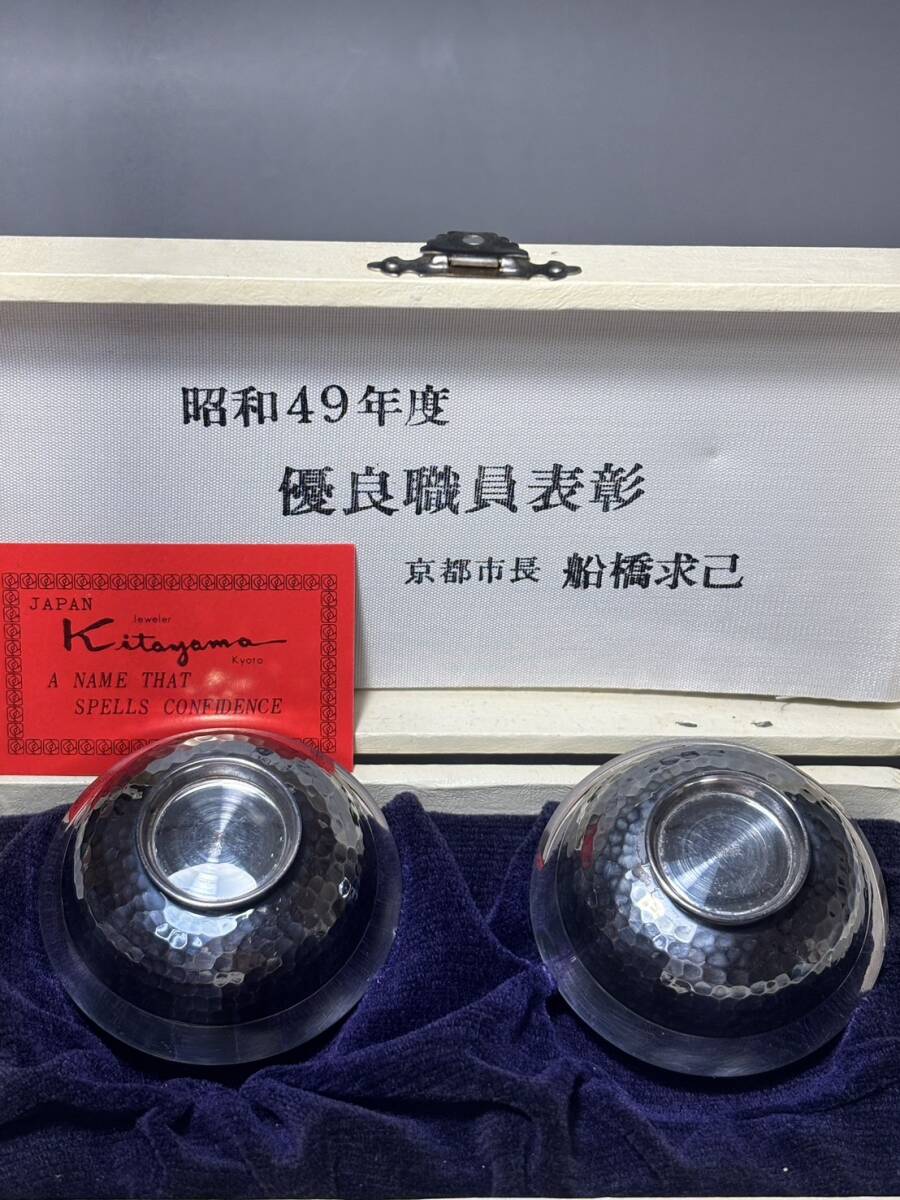 昭和49年度
優良職員表彰
京都市長 船橋求己
JAPAN
Jeweler
Kitayama
Kyoto
A NAME THAT
SPELLS CONFIDENCE